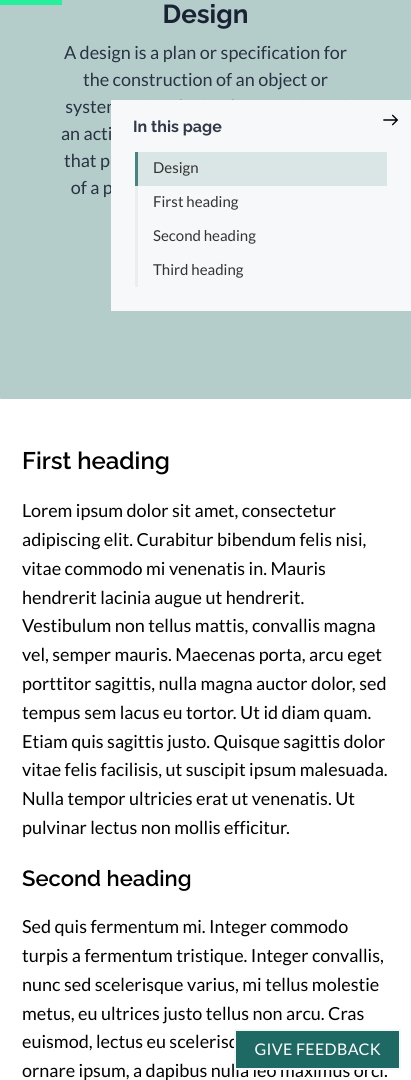 Design
A design is a plan or specification for
the construction of an object or
an acti
that p
of a p
In this page
Design
First heading
Second heading
Third heading
First heading
Lorem ipsum dolor sit amet, consectetur
adipiscing elit. Curabitur bibendum felis nisi,
vitae commodo mi venenatis in. Mauris
hendrerit lacinia augue ut hendrerit.
Vestibulum non tellus mattis, convallis magna
vel, semper mauris. Maecenas porta, arcu eget
porttitor sagittis, nulla magna auctor dolor, sed
tempus sem lacus eu tortor. Ut id diam quam.
Etiam quis sagittis justo. Quisque sagittis dolor
vitae felis facilisis, ut suscipit ipsum malesuada.
Nulla tempor ultricies erat ut venenatis. Ut
pulvinar lectus non mollis efficitur.
Second heading
Sed quis fermentum mi. Integer commodo
turpis a fermentum tristique. Integer convallis,
nunc sed scelerisque varius, mi tellus molestie
metus, eu ultrices justo tellus non arcu. Cras
euismod, lectus eu scelerisc
ornare ipsum, a dapibus nulla leo maximus orci.
GIVE FEEDBACK